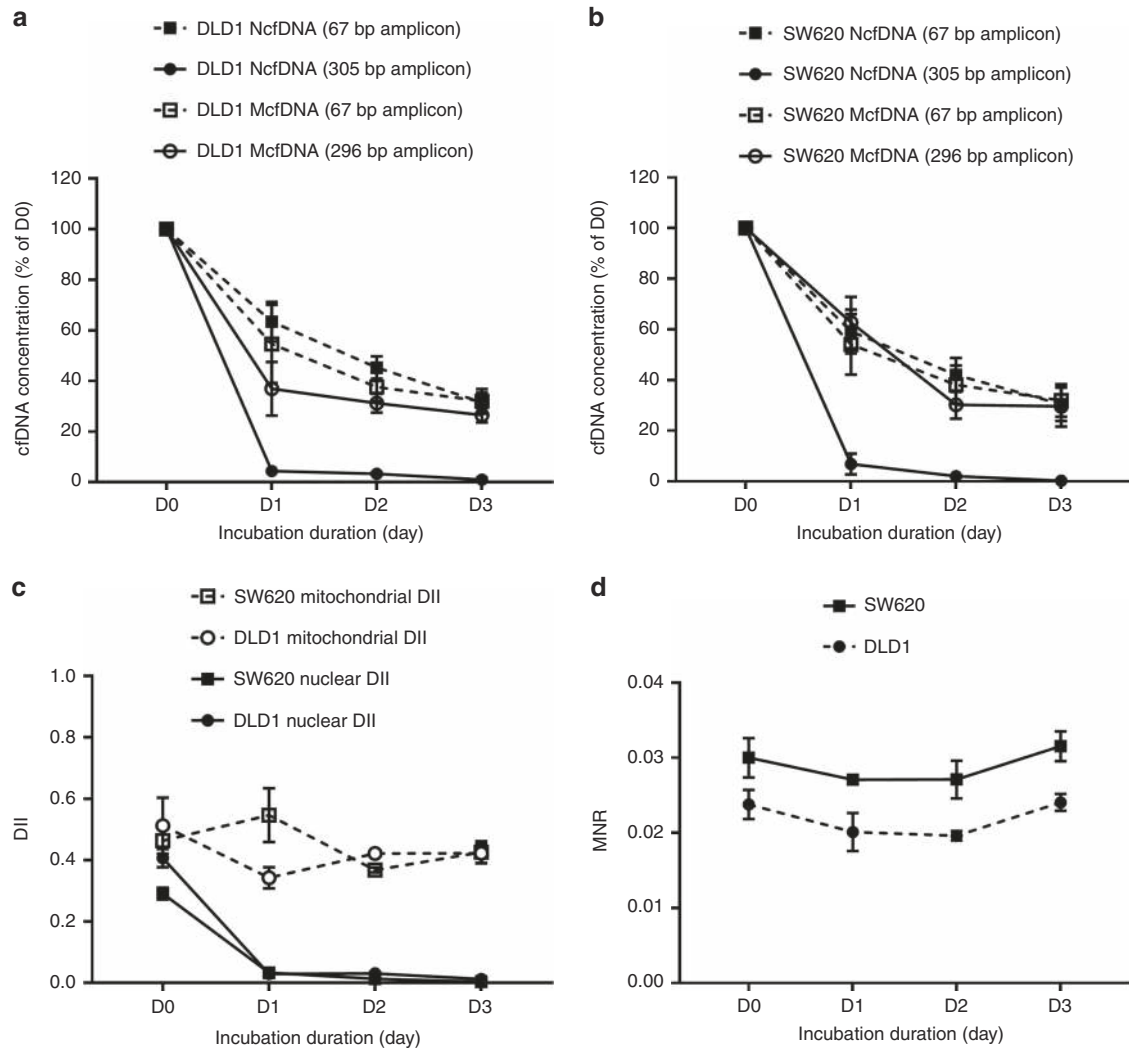 a
DLD1 NcfDNA (67 bp amplicon)
DLD1 NcfDNA (305 bp amplicon)
DLD1 McfDNA (67 bp amplicon)
DLD1 McfDNA (296 bp amplicon)
cfDNA concentration (% of D0)
120
100
80
60
40
20
0
D0 D1 D2 D3
Incubation duration (day)
b
SW620 NcfDNA (67 bp amplicon)
SW620 NcfDNA (305 bp amplicon)
SW620 McfDNA (67 bp amplicon)
SW620 McfDNA (296 bp amplicon)
cfDNA concentration (% of D0)
120
100
80
60
40
20
0
D0 D1 D2 D3
Incubation duration (day)
c
SW620 mitochondrial DII
DLD1 mitochondrial DII
SW620 nuclear DII
DLD1 nuclear DII
DII
1.0
0.8
0.6
0.4
0.2
0.0
D0 D1 D2 D3
Incubation duration (day)
d
SW620
DLD1
MNR
0.04
0.03
0.02
0.01
0.00
D0 D1 D2 D3
Incubation duration (day)